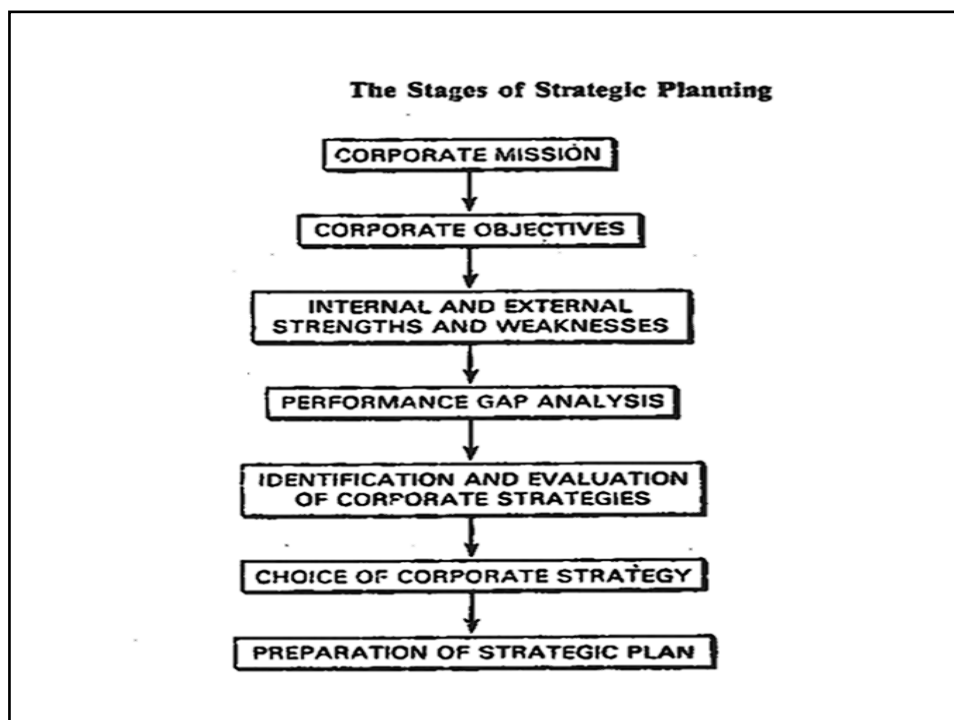 The Stages of Strategic Planning
CORPORATE MISSION
CORPORATE OBJECTIVES
INTERNAL AND EXTERNAL
STRENGTHS AND WEAKNESSES
PERFORMANCE GAP ANALYSIS
IDENTIFICATION AND EVALUATION
OF CORPORATE STRATEGIES
CHOICE OF CORPORATE STRATEGY
PREPARATION OF STRATEGIC PLAN